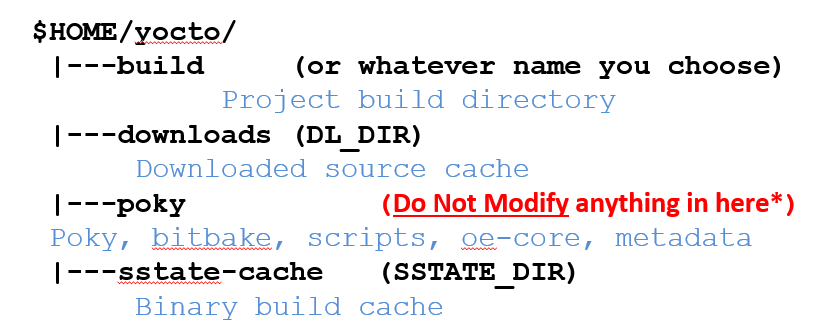 $HOME/yocto/
|---build (or whatever name you choose)
Project build directory
|---downloads (DL_DIR)
Downloaded source cache
|---poky (Do Not Modify anything in here*)
Poky, bitbake, scripts, oe-core, metadata
|---sstate-cache (SSTATE_DIR)
Binary build cache